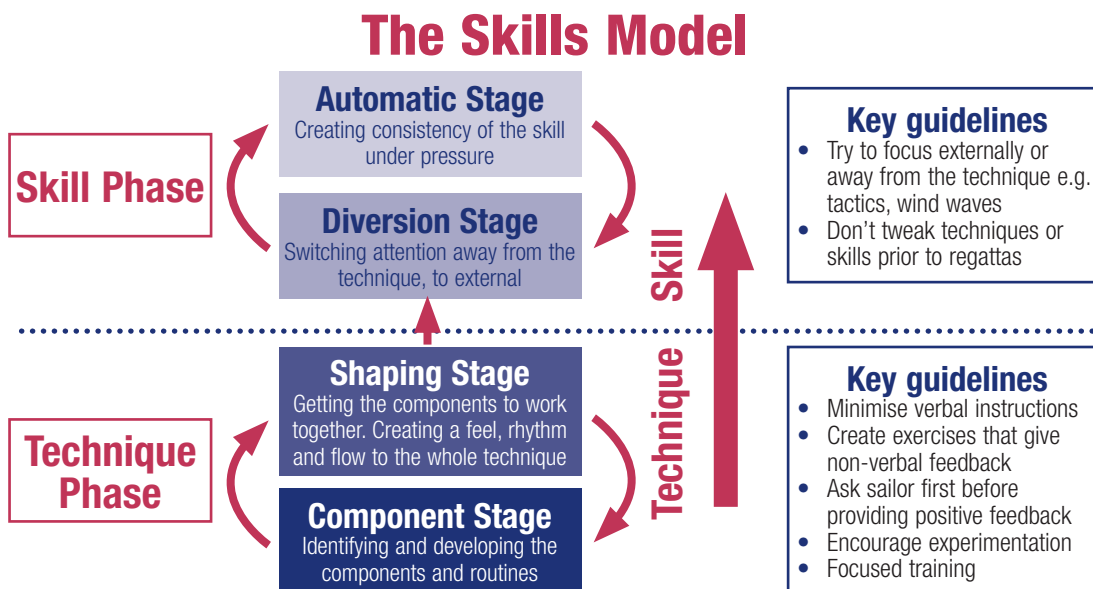 The Skills Model
Skill Phase
Automatic Stage
Creating consistency of the skill
under pressure
Diversion Stage
Switching attention away from the
technique, to external
Skill
Key guidelines
• Try to focus externally or
away from the technique e.g.
tactics, wind waves
• Don't tweak techniques or
skills prior to regattas
Technique
Phase
Shaping Stage
Getting the components to work
together. Creating a feel, rhythm
and flow to the whole technique
Component Stage
Identifying and developing the
components and routines
Technique
Key guidelines
• Minimise verbal instructions
• Create exercises that give
non-verbal feedback
• Ask sailor first before
providing positive feedback
• Encourage experimentation
• Focused training